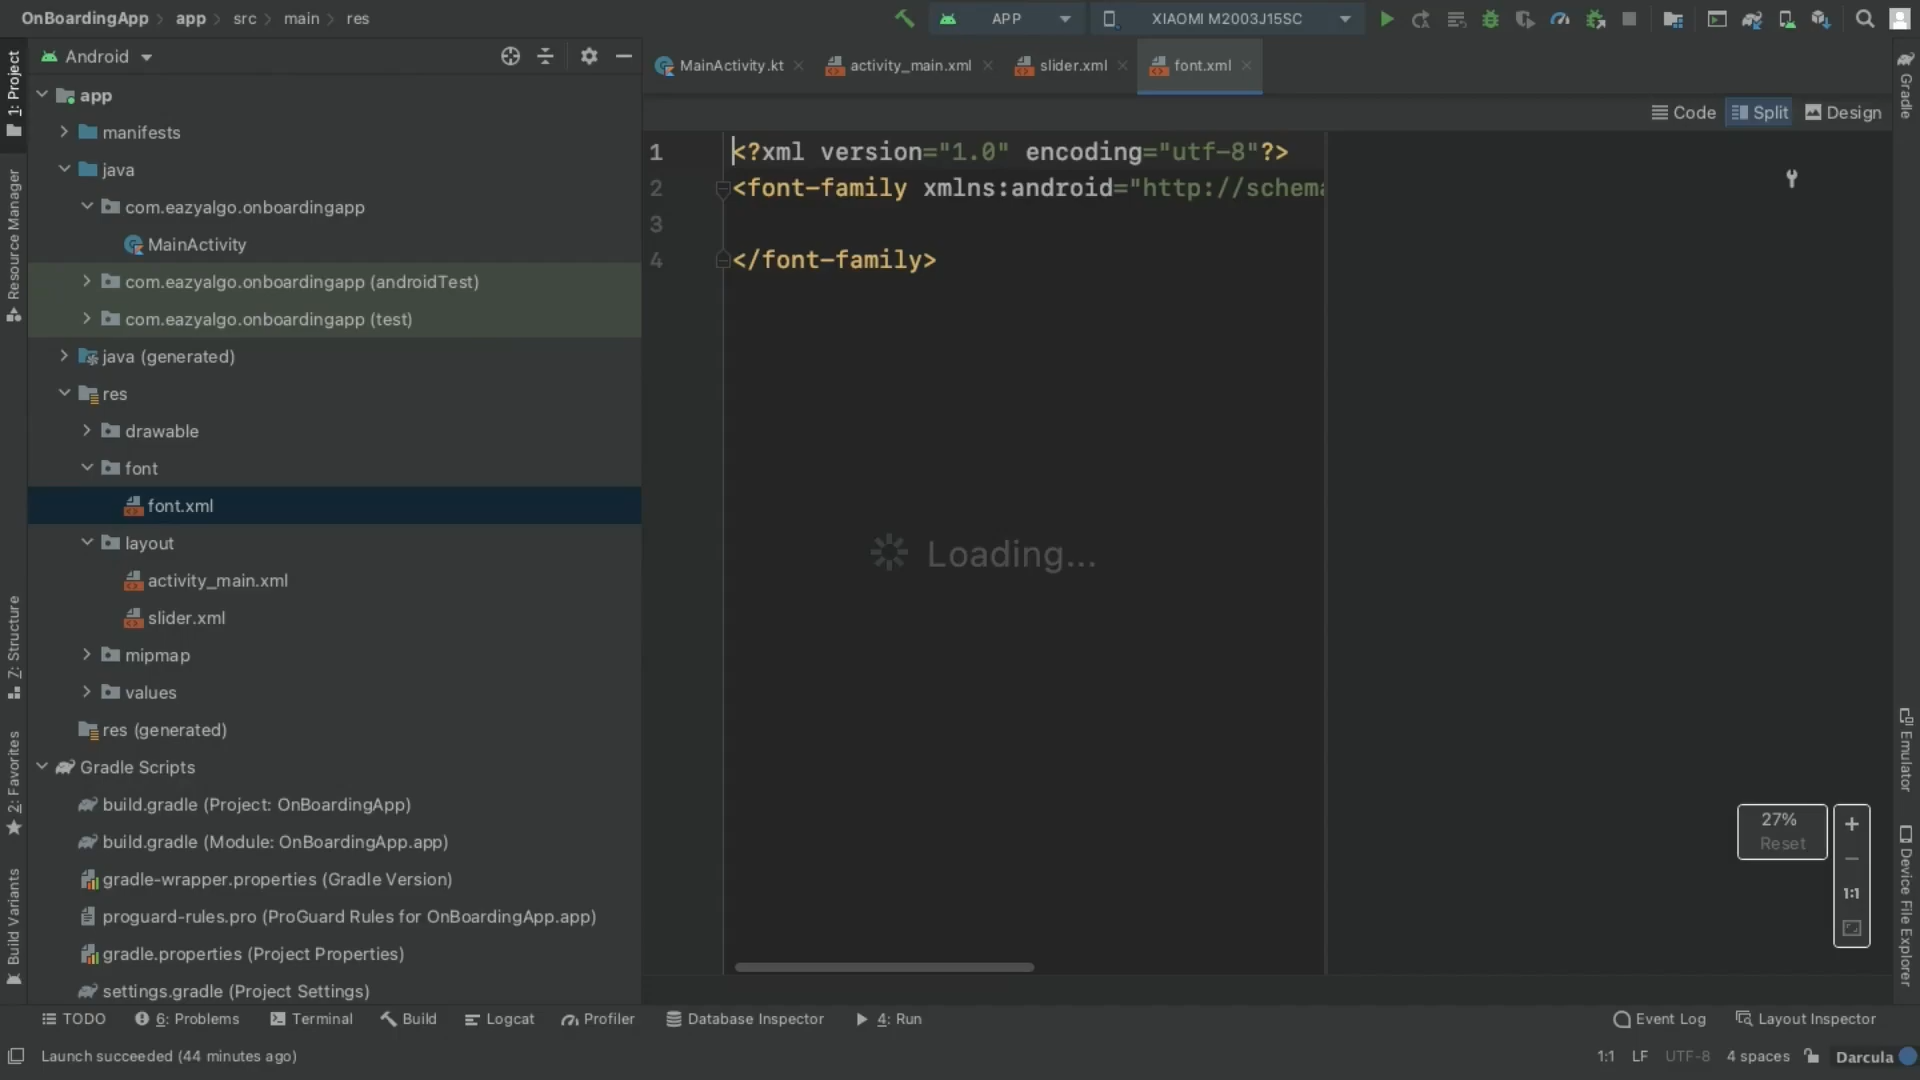 OnBoardingApp app src main res
APP
XIAOMI M2003J15SC
1: Project
Resource Manager
Z: Structure
2: Favorites
Build Variants
Android
app
manifests
java
com.eazyalgo.onboardingapp
MainActivity
com.eazyalgo.onboardingapp (androidTest)
com.eazyalgo.onboardingapp (test)
java (generated)
res
drawable
font
font.xml
layout
activity_main.xml
slider.xml
mipmap
values
res (generated)
Gradle Scripts
build.gradle (Project: OnBoardingApp)
build.gradle (Module: OnBoardingApp.app)
gradle-wrapper.properties (Gradle Version)
proguard-rules.pro (ProGuard Rules for OnBoardingApp.app)
gradle.properties (Project Properties)
settings.gradle (Project Settings)
MainActivity.kt activity_main.xml slider.xml font.xml
Code Split Design
1 <?xml version="1.0" encoding="utf-8"?>
2 <font-family xmlns:android="http://schema
3
4 </font-family>
Loading...
27%
Reset
1:1
Gradle
Emulator
Device File Explorer
TODO 6: Problems Terminal Build Logcat Profiler Database Inspector 4: Run Event Log Layout Inspector
Launch succeeded (44 minutes ago) 1:1 LF UTF-8 4 spaces Darcula